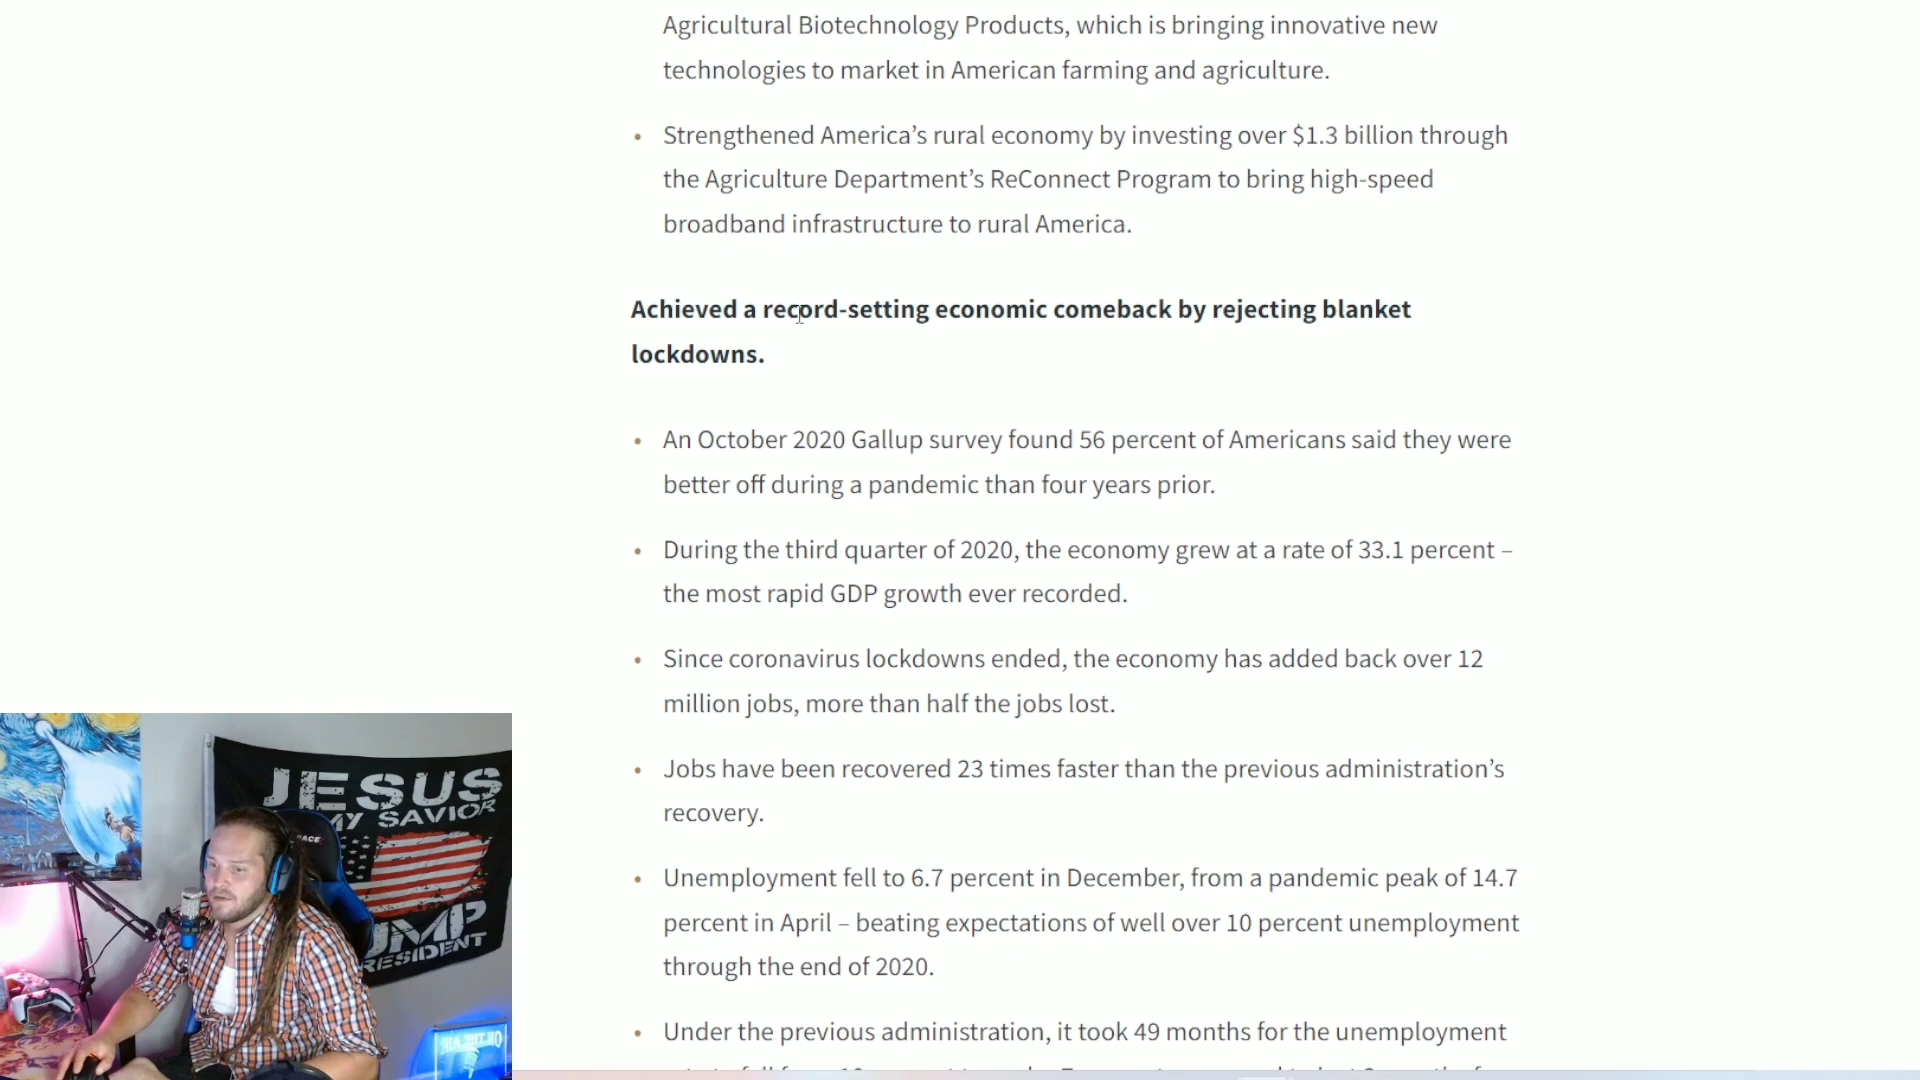 Agricultural Biotechnology Products, which is bringing innovative new
technologies to market in American farming and agriculture.
• Strengthened America’s rural economy by investing over $1.3 billion through
the Agriculture Department’s ReConnect Program to bring high-speed
broadband infrastructure to rural America.
Achieved a record-setting economic comeback by rejecting blanket
lockdowns.
• An October 2020 Gallup survey found 56 percent of Americans said they were
better off during a pandemic than four years prior.
• During the third quarter of 2020, the economy grew at a rate of 33.1 percent –
the most rapid GDP growth ever recorded.
• Since coronavirus lockdowns ended, the economy has added back over 12
million jobs, more than half the jobs lost.
• Jobs have been recovered 23 times faster than the previous administration’s
recovery.
• Unemployment fell to 6.7 percent in December, from a pandemic peak of 14.7
percent in April – beating expectations of well over 10 percent unemployment
through the end of 2020.
• Under the previous administration, it took 49 months for the unemployment
JESUS
MY SAVIOR
UMP
RESIDENT
ON THE AIR